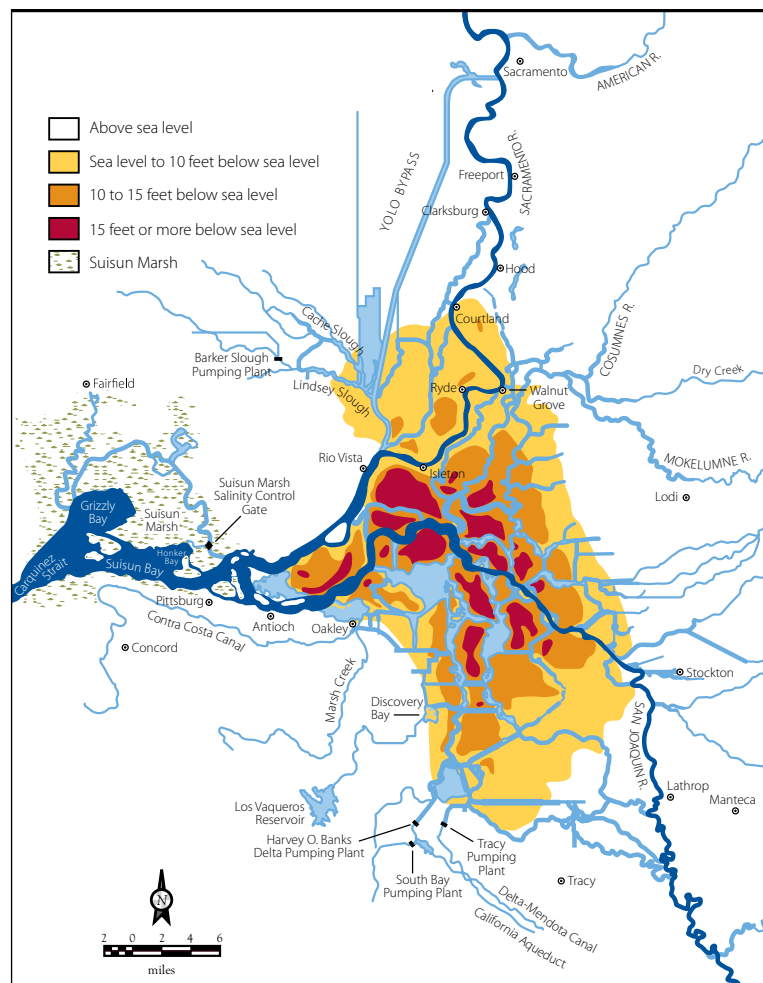 Sacramento
AMERICAN R.
Above sea level
Sea level to 10 feet below sea level
10 to 15 feet below sea level
15 feet or more below sea level
Suisun Marsh
YOLO BYPASS
SACRAMENTO R.
Freeport
Clarksburg
Hood
Courtland
Cache Slough
Barker Slough
Pumping Plant
Lindsey Slough
COSUMNES R.
Dry Creek
Fairfield
Ryde
Walnut
Grove
MOKELUMNE R.
Rio Vista
Isleton
Lodi
Suisun Marsh
Salinity Control
Gate
Grizzly
Bay
Suisun
Marsh
Honker
Bay
Suisun Bay
Carquinez
Strait
Pittsburg
Antioch
Oakley
Contra Costa Canal
Concord
Marsh Creek
Stockton
Discovery
Bay
SAN JOAQUIN R.
Los Vaqueros
Reservoir
Lathrop
Manteca
Harvey O. Banks
Delta Pumping Plant
Tracy
Pumping
Plant
South Bay
Pumping Plant
Tracy
Delta-Mendota Canal
California Aqueduct
N
2 0 2 4 6
miles